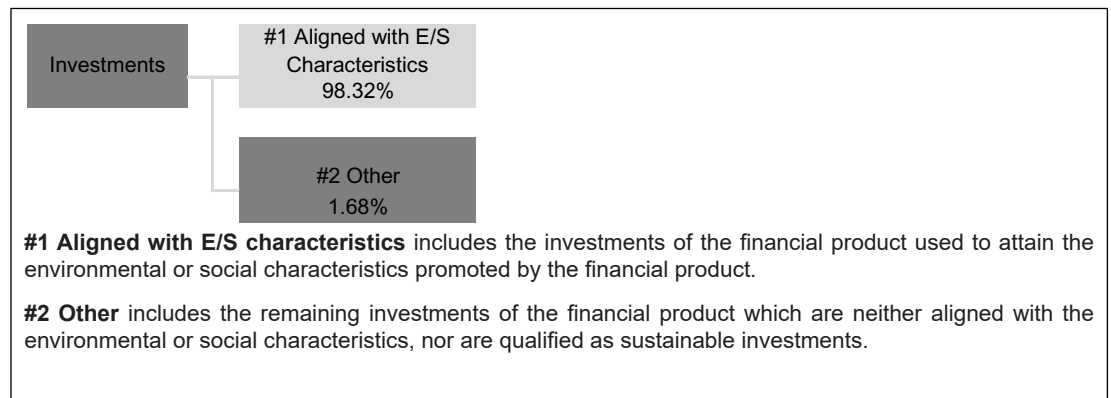 Investments
#1 Aligned with E/S
Characteristics
98.32%
#2 Other
1.68%
#1 Aligned with E/S characteristics includes the investments of the financial product used to attain the
environmental or social characteristics promoted by the financial product.
#2 Other includes the remaining investments of the financial product which are neither aligned with the
environmental or social characteristics, nor are qualified as sustainable investments.